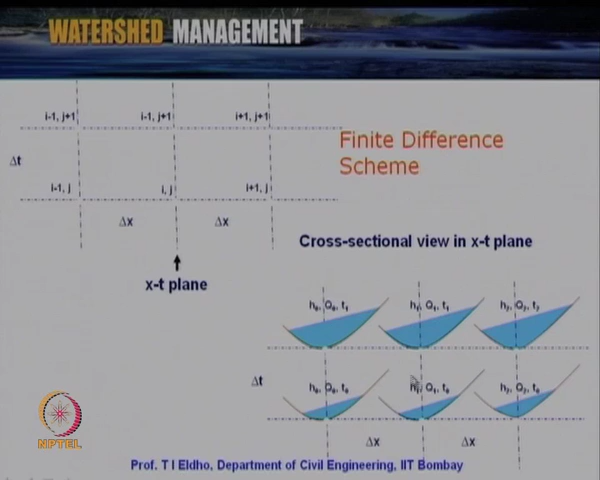 WATERSHED MANAGEMENT
i-1, j+1 i-1, j+1 i+1, j+1
Finite Difference
Scheme
Δt
i-1, j i, j i+1, j
Δx Δx
Cross-sectional view in x-t plane
x-t plane
Δt
Δx Δx
NPTEL
Prof. T I Eldho, Department of Civil Engineering, IIT Bombay